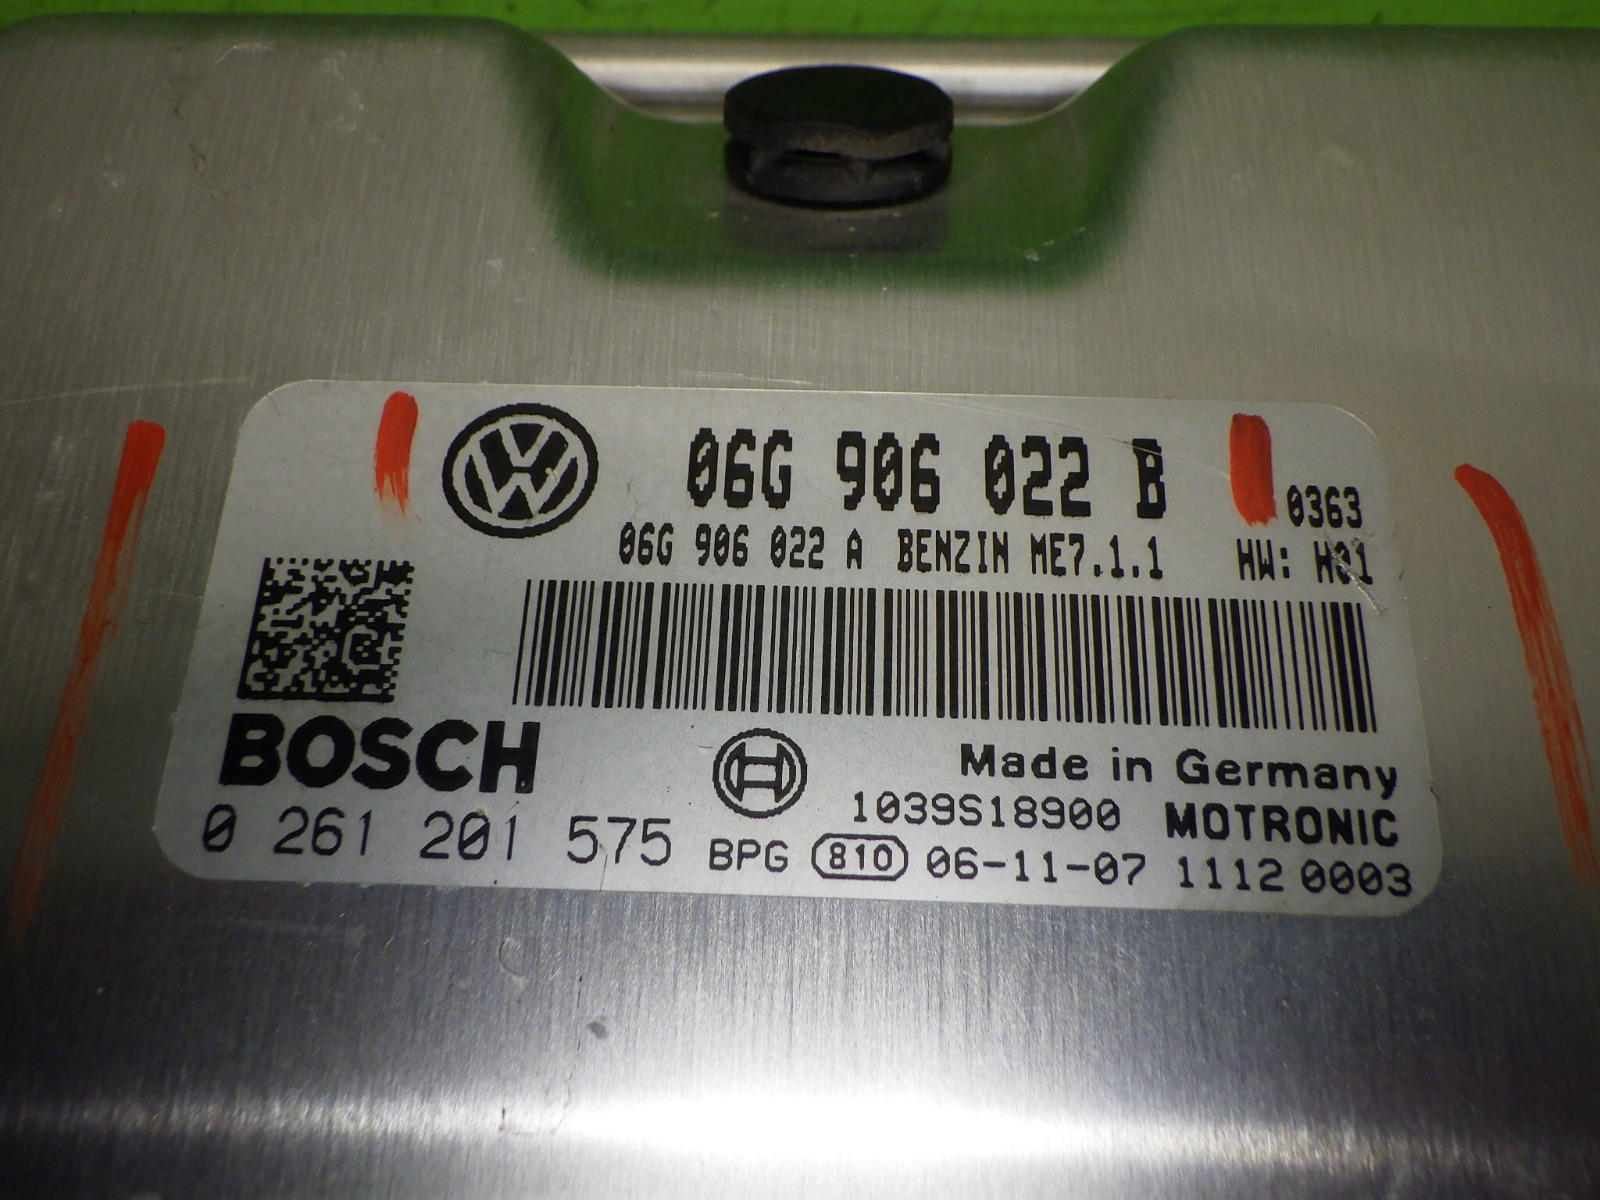 06G 906 022 B
0363
06G 906 022 A BENZIN ME7.1.1 HW: H01
BOSCH
Made in Germany
1039S18900 MOTRONIC
0 261 201 575 BPG 810 06-11-07 1112 0003